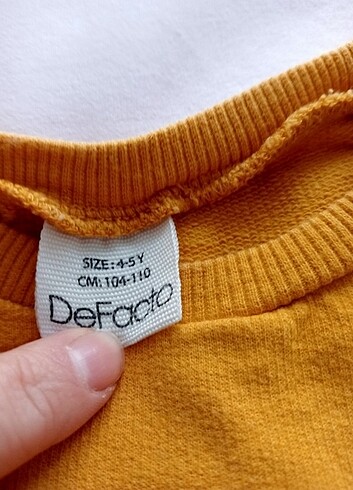 SIZE: 4-5 Y
CM: 104-110
DeFacto